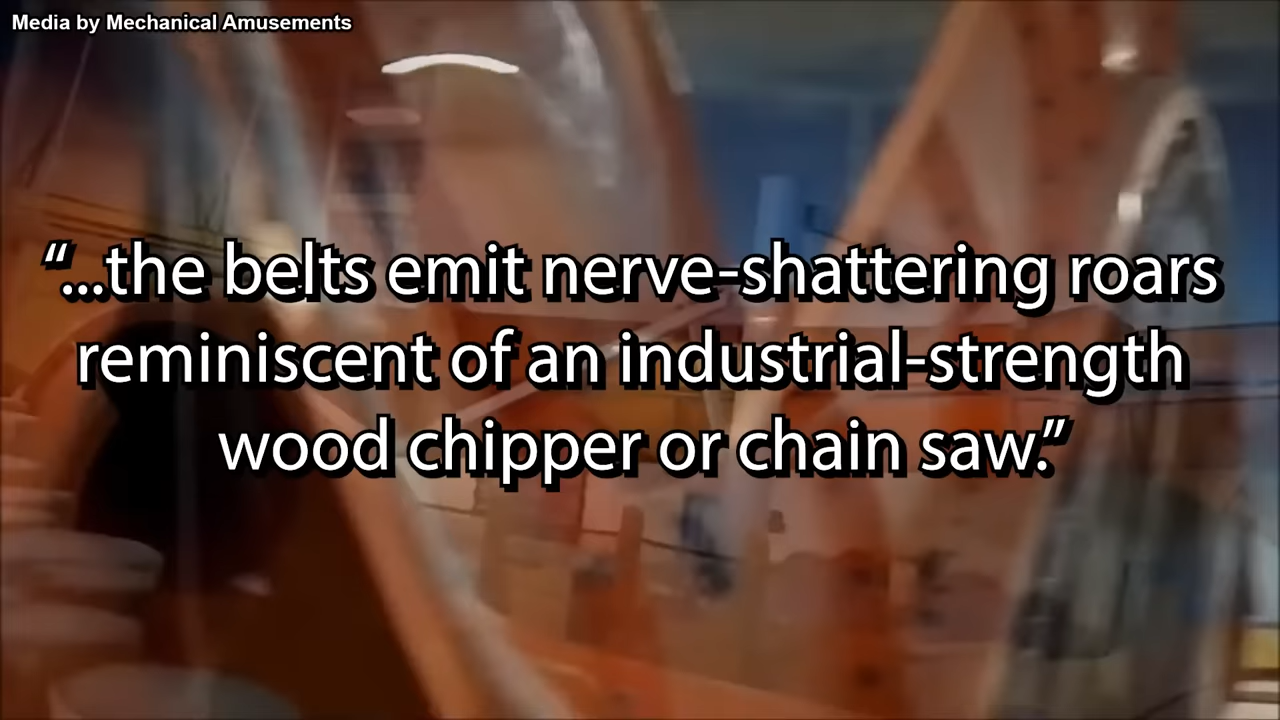 Media by Mechanical Amusements
“...the belts emit nerve-shattering roars
reminiscent of an industrial-strength
wood chipper or chain saw.”